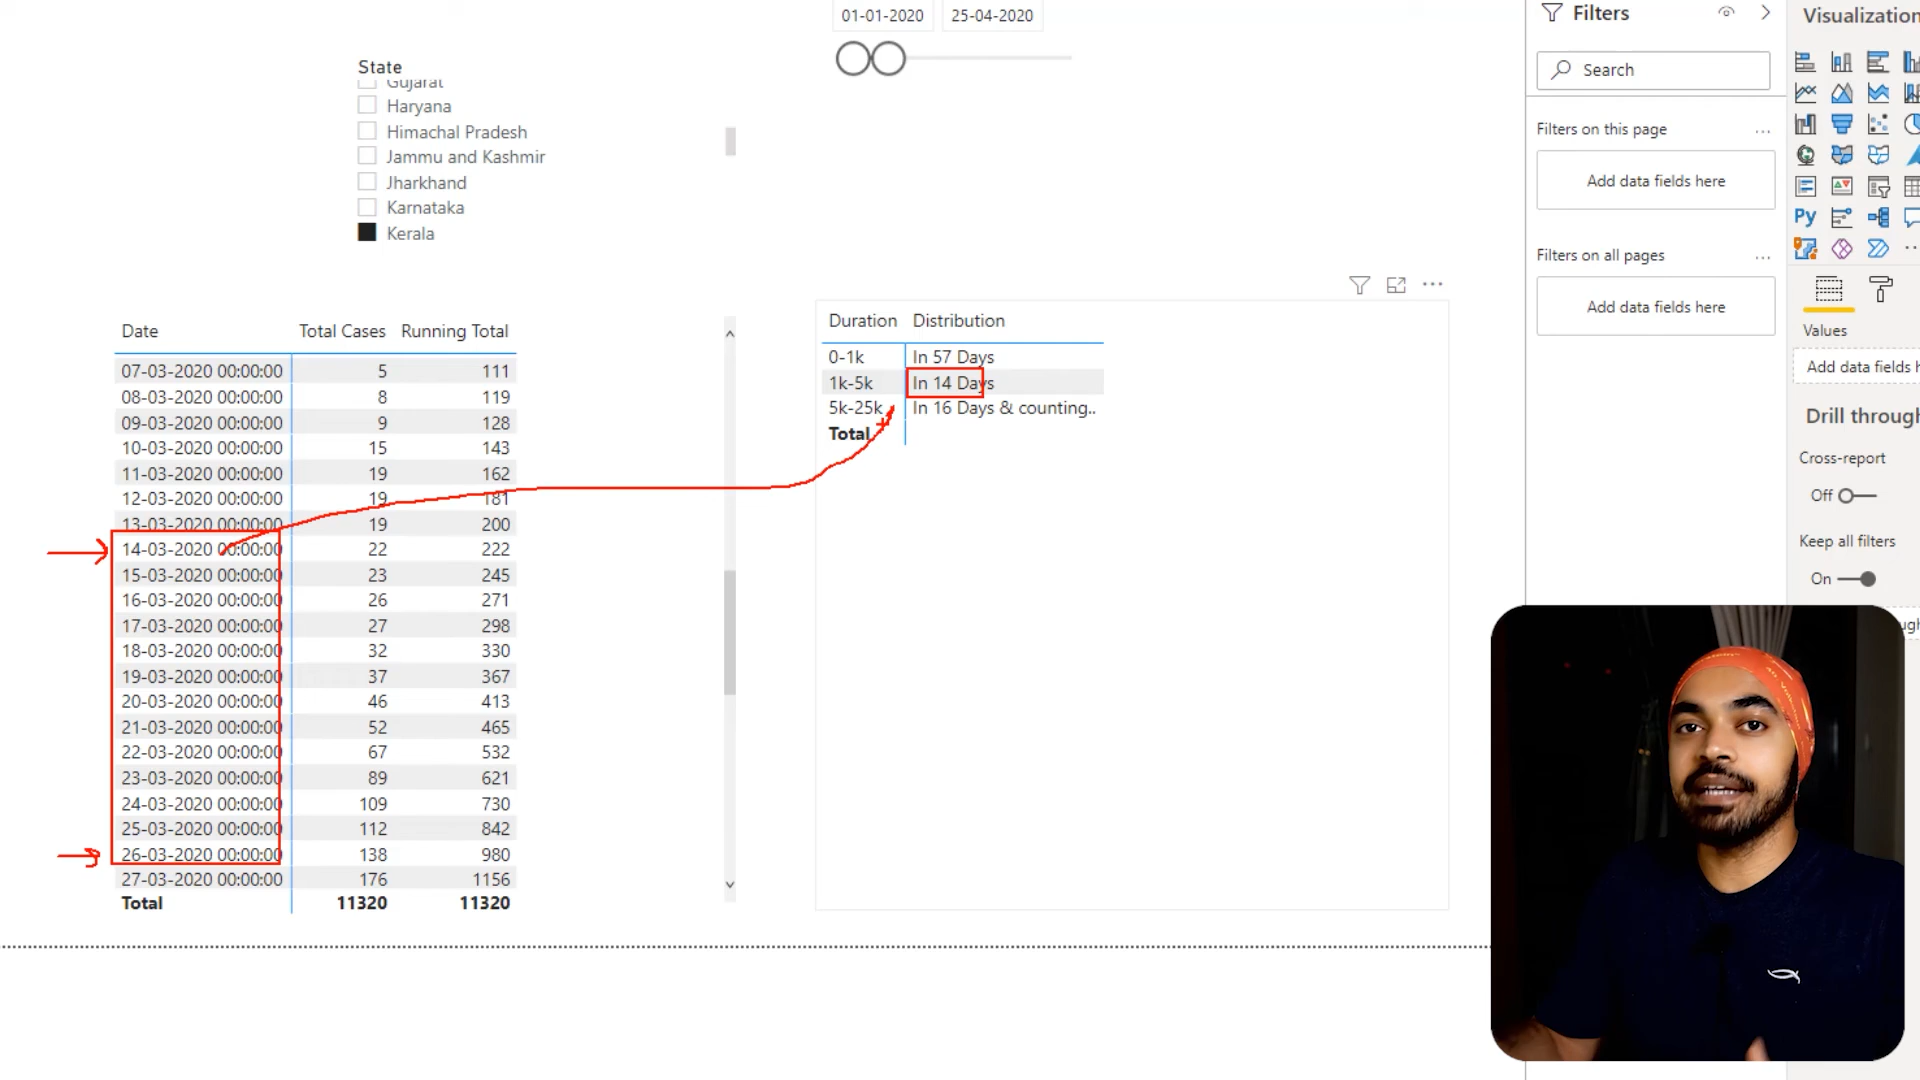 01-01-2020 25-04-2020
State
Gujarat
Haryana
Himachal Pradesh
Jammu and Kashmir
Jharkhand
Karnataka
Kerala
Date Total Cases Running Total
07-03-2020 00:00:00 5 111
08-03-2020 00:00:00 8 119
09-03-2020 00:00:00 9 128
10-03-2020 00:00:00 15 143
11-03-2020 00:00:00 19 162
12-03-2020 00:00:00 19 181
13-03-2020 00:00:00 19 200
14-03-2020 00:00:00 22 222
15-03-2020 00:00:00 23 245
16-03-2020 00:00:00 26 271
17-03-2020 00:00:00 27 298
18-03-2020 00:00:00 32 330
19-03-2020 00:00:00 37 367
20-03-2020 00:00:00 46 413
21-03-2020 00:00:00 52 465
22-03-2020 00:00:00 67 532
23-03-2020 00:00:00 89 621
24-03-2020 00:00:00 109 730
25-03-2020 00:00:00 112 842
26-03-2020 00:00:00 138 980
27-03-2020 00:00:00 176 1156
Total 11320 11320
Duration Distribution
0-1k In 57 Days
1k-5k In 14 Days
5k-25k In 16 Days & counting..
Total
Filters
Search
Filters on this page ...
Add data fields here
Filters on all pages ...
Add data fields here
Visualization
Py
Values
Add data fields h
Drill through
Cross-report
Off
Keep all filters
On